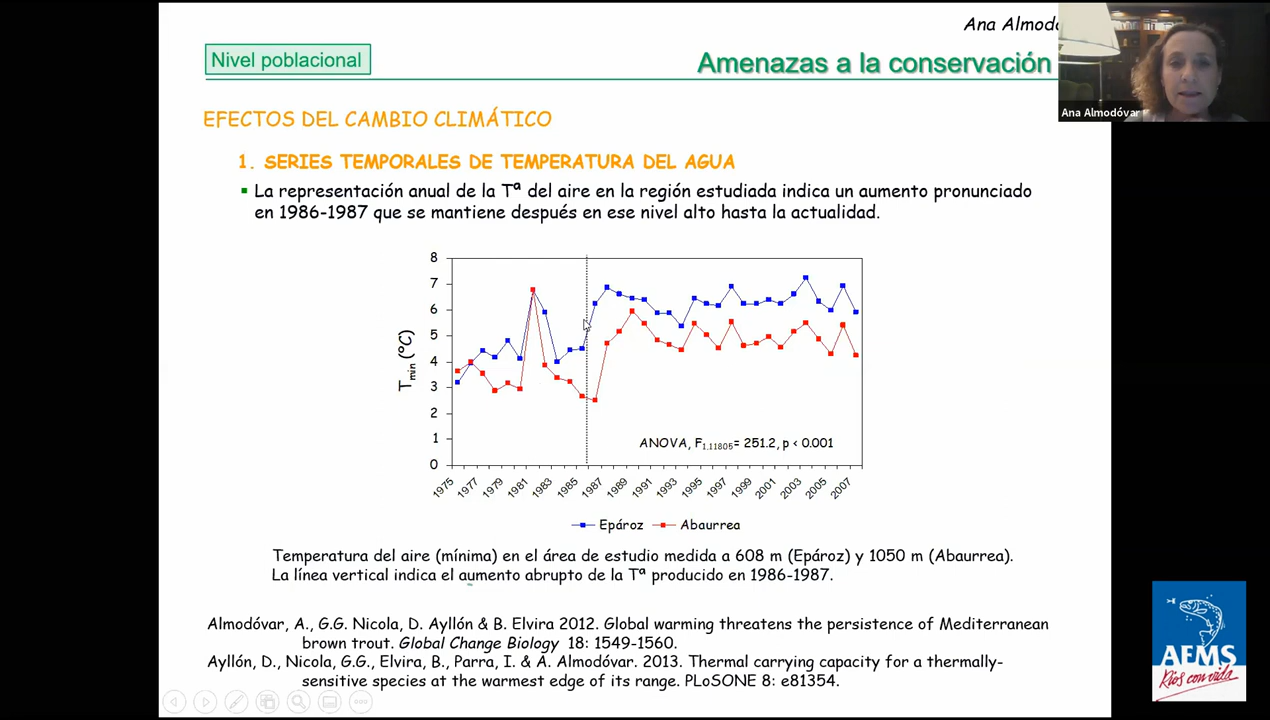 Ana Almodó
Nivel poblacional
Amenazas a la conservación
Ana Almodóvar
EFECTOS DEL CAMBIO CLIMÁTICO
1. SERIES TEMPORALES DE TEMPERATURA DEL AGUA
La representación anual de la Tª del aire en la región estudiada indica un aumento pronunciado
en 1986-1987 que se mantiene después en ese nivel alto hasta la actualidad.
8
7
6
5
4
3
2
1
0
Tmin (°C)
ANOVA, F1,11805= 251.2, p < 0.001
1975 1977 1979 1981 1983 1985 1987 1989 1991 1993 1995 1997 1999 2001 2003 2005 2007
Epároz Abaurrea
Temperatura del aire (mínima) en el área de estudio medida a 608 m (Epároz) y 1050 m (Abaurrea).
La línea vertical indica el aumento abrupto de la Tª producido en 1986-1987.
Almodóvar, A., G.G. Nicola, D. Ayllón & B. Elvira 2012. Global warming threatens the persistence of Mediterranean
brown trout. Global Change Biology 18: 1549-1560.
Ayllón, D., Nicola, G.G., Elvira, B., Parra, I. & A. Almodóvar. 2013. Thermal carrying capacity for a thermally-
sensitive species at the warmest edge of its range. PLoSONE 8: e81354.
AEMS
Ríos con vida